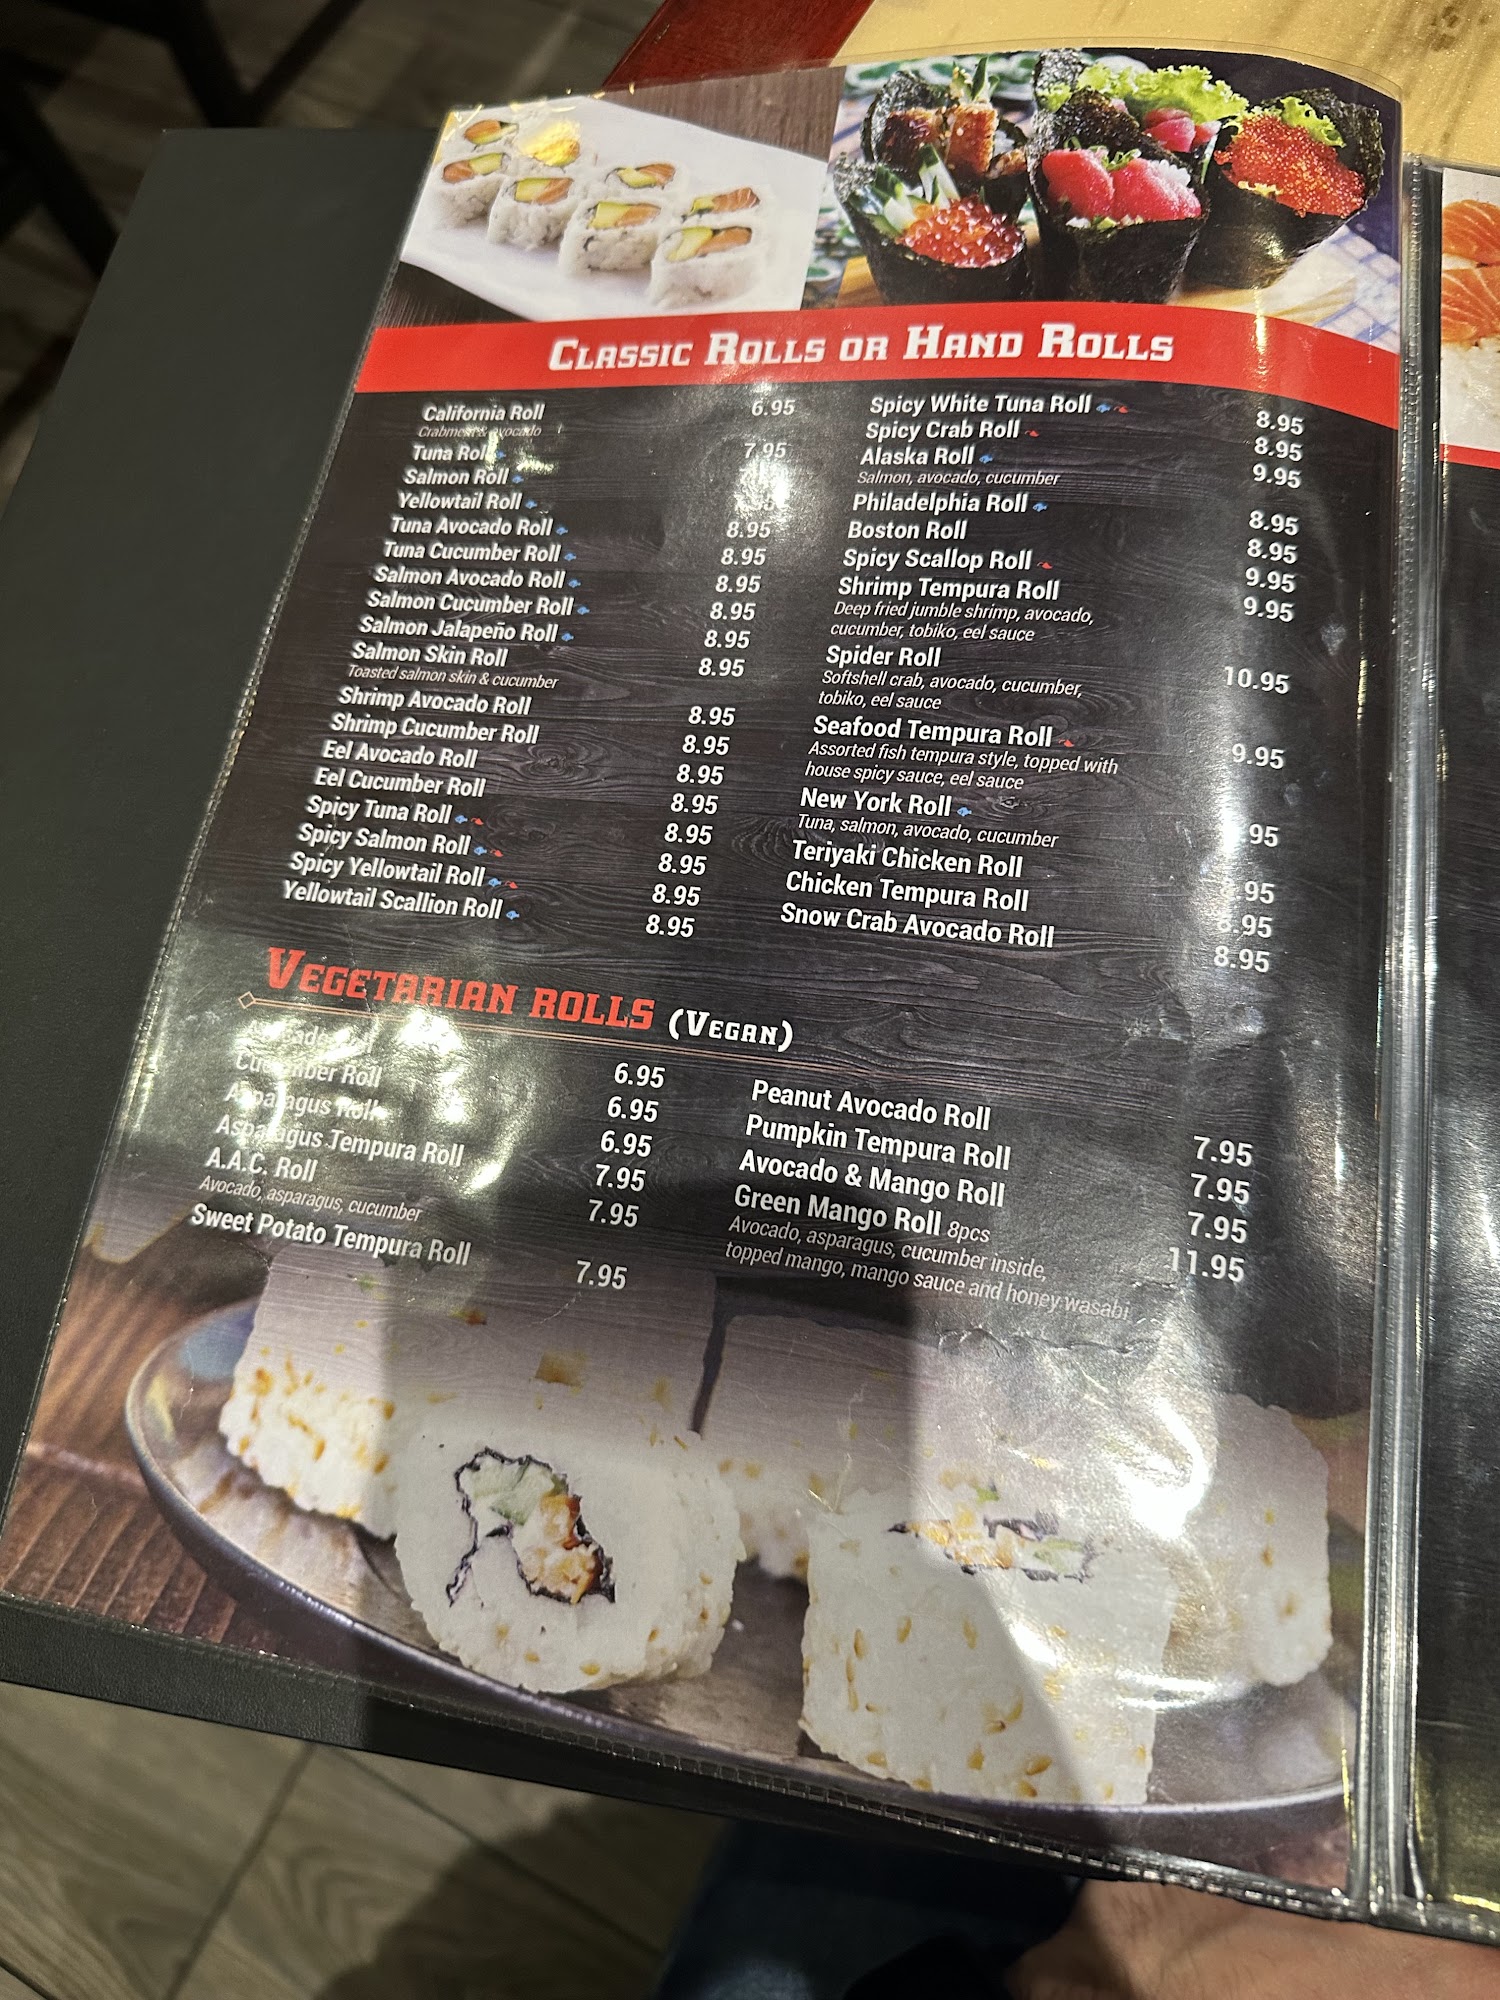 Classic Rolls or Hand Rolls
California Roll 6.95
Crabmeat & avocado
Tuna Roll 7.95
Salmon Roll
Yellowtail Roll
Tuna Avocado Roll 8.95
Tuna Cucumber Roll 8.95
Salmon Avocado Roll 8.95
Salmon Cucumber Roll 8.95
Salmon Jalapeño Roll 8.95
Salmon Skin Roll 8.95
Toasted salmon skin & cucumber
Shrimp Avocado Roll 8.95
Shrimp Cucumber Roll 8.95
Eel Avocado Roll 8.95
Eel Cucumber Roll 8.95
Spicy Tuna Roll 8.95
Spicy Salmon Roll 8.95
Spicy Yellowtail Roll 8.95
Yellowtail Scallion Roll 8.95
Spicy White Tuna Roll 8.95
Spicy Crab Roll 8.95
Alaska Roll 9.95
Salmon, avocado, cucumber
Philadelphia Roll 8.95
Boston Roll 8.95
Spicy Scallop Roll 9.95
Shrimp Tempura Roll 9.95
Deep fried jumble shrimp, avocado,
cucumber, tobiko, eel sauce
Spider Roll 10.95
Softshell crab, avocado, cucumber,
tobiko, eel sauce
Seafood Tempura Roll 9.95
Assorted fish tempura style, topped with
house spicy sauce, eel sauce
New York Roll
Tuna, salmon, avocado, cucumber
Teriyaki Chicken Roll
Chicken Tempura Roll 8.95
Snow Crab Avocado Roll 8.95
Vegetarian rolls (Vegan)
6.95
Cucumber Roll 6.95
Asparagus Roll 6.95
Asparagus Tempura Roll 7.95
A.A.C. Roll 7.95
Avocado, asparagus, cucumber
Sweet Potato Tempura Roll 7.95
Peanut Avocado Roll 7.95
Pumpkin Tempura Roll 7.95
Avocado & Mango Roll 7.95
Green Mango Roll 8pcs 11.95
Avocado, asparagus, cucumber inside,
topped mango, mango sauce and honey wasabi